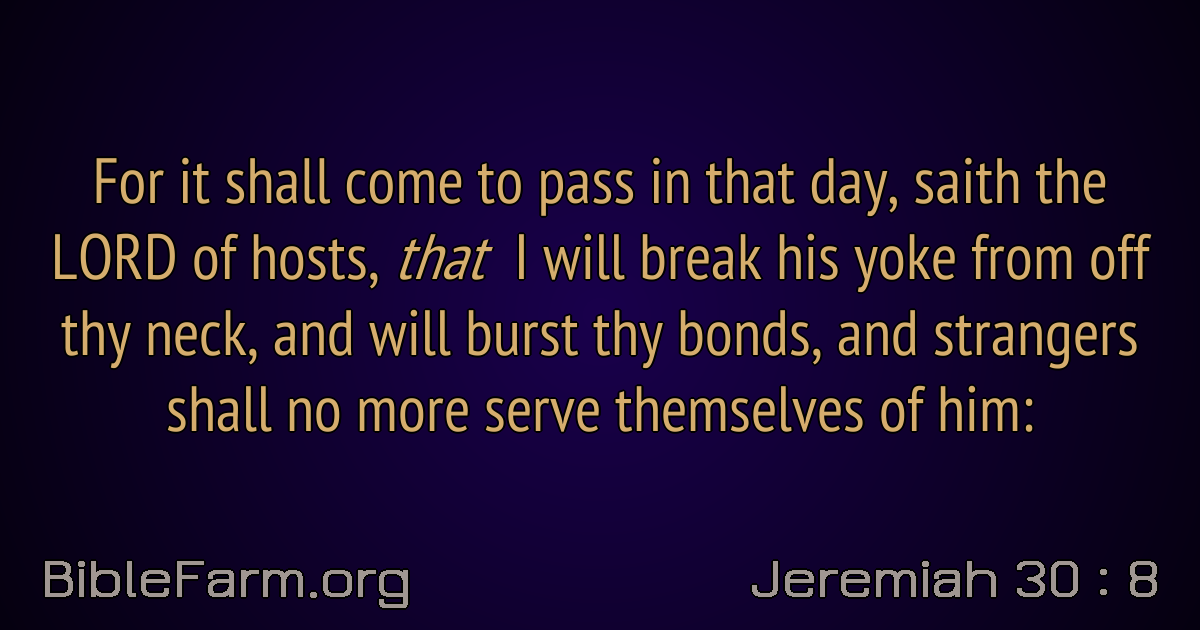 For it shall come to pass in that day, saith the
LORD of hosts, that I will break his yoke from off
thy neck, and will burst thy bonds, and strangers
shall no more serve themselves of him:
BibleFarm.org
Jeremiah 30 : 8